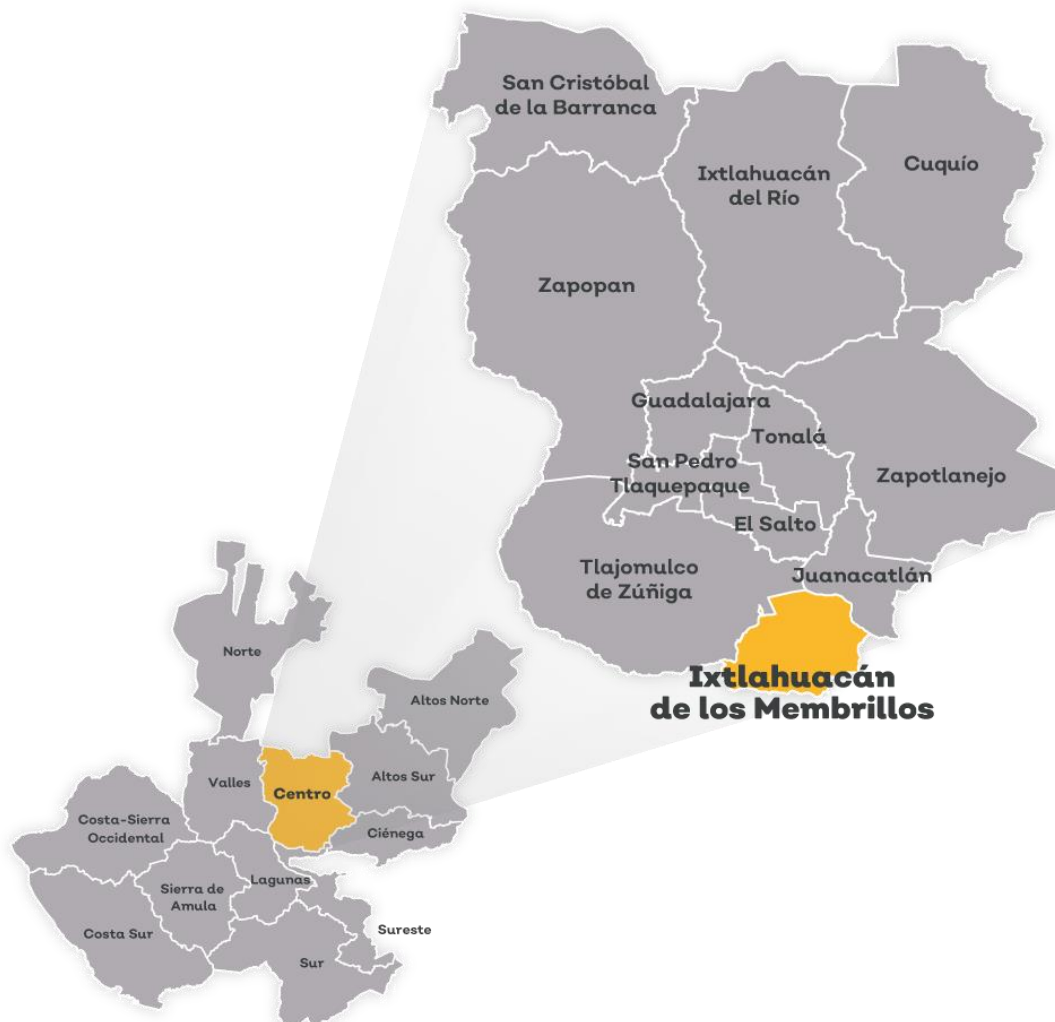 San Cristóbal
de la Barranca
Ixtlahuacán
del Río
Cuquío
Zapopan
Guadalajara
Tonalá
San Pedro
Tlaquepaque
Zapotlanejo
El Salto
Tlajomulco
de Zúñiga
Juanacatlán
Ixtlahuacán
de los Membrillos
Norte
Altos Norte
Valles
Centro
Altos Sur
Costa-Sierra
Occidental
Ciénega
Lagunas
Sierra de
Amula
Costa Sur
Sureste
Sur